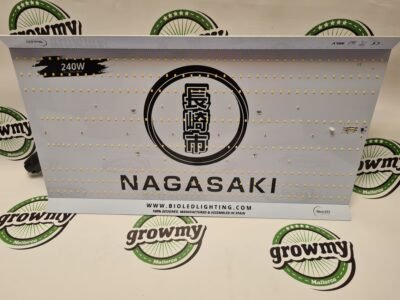 240W
長崎市
NAGASAKI
WWW.BIOLEDLIGHTING.COM
100% DESIGNED, MANUFACTURED & ASSEMBLED IN SPAIN
growmy
Mallorca
growmy
growmy
Mallorca
growmy
Mallorca
growmy
Mallorca